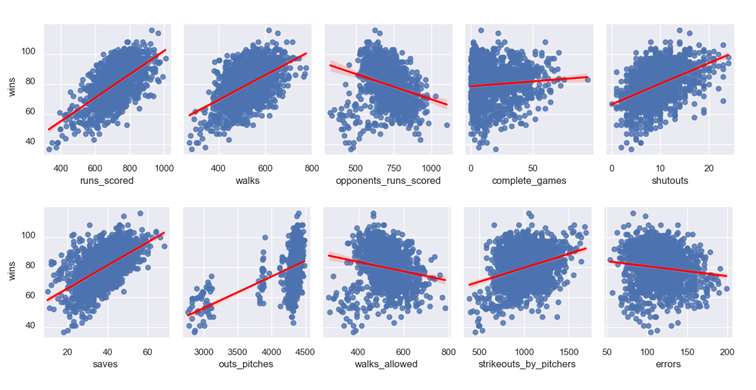 100
80
60
40
wins
400 600 800 1000
runs_scored
400 600 800
walks
500 750 1000
opponents_runs_scored
0 50
complete_games
0 10 20
shutouts
100
80
60
40
wins
20 40 60
saves
3000 3500 4000 4500
outs_pitches
400 600 800
walks_allowed
500 1000 1500
strikeouts_by_pitchers
50 100 150 200
errors